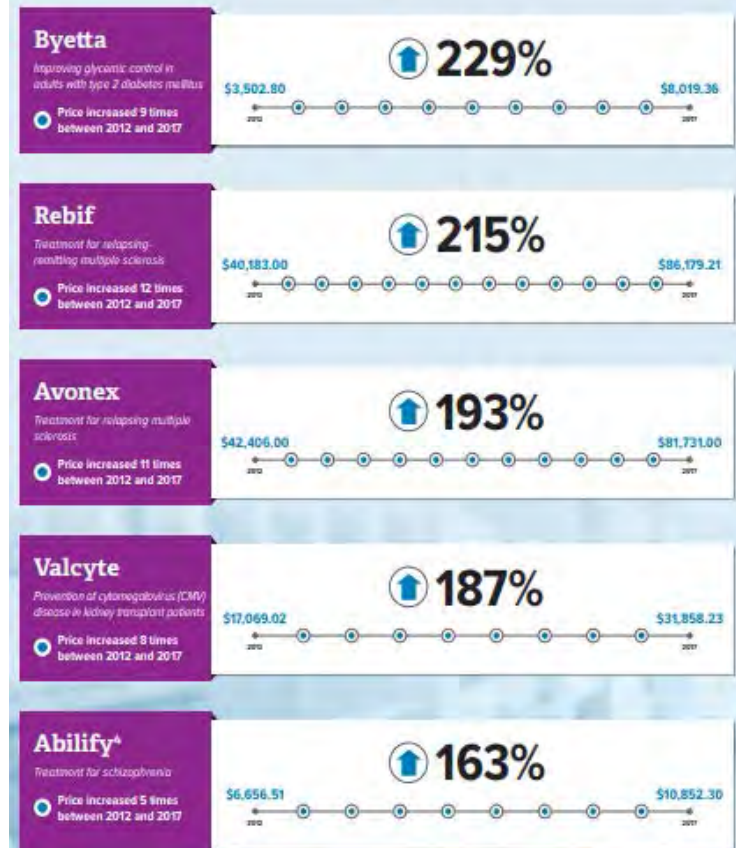 Byetta
Improving glycemic control in
adults with type 2 diabetes mellitus
Price increased 9 times
between 2012 and 2017
229%
$3,502.80
$8,019.36
2012
2017
Rebif
Treatment for relapsing-
remitting multiple sclerosis
Price increased 12 times
between 2012 and 2017
215%
$40,183.00
$86,179.21
2012
2017
Avonex
Treatment for relapsing multiple
sclerosis
Price increased 11 times
between 2012 and 2017
193%
$42,406.00
$81,731.00
2012
2017
Valcyte
Prevention of cytomegalovirus (CMV)
disease in kidney transplant patients
Price increased 8 times
between 2012 and 2017
187%
$17,069.02
$31,858.23
2012
2017
Abilify⁴
Treatment for schizophrenia
Price increased 5 times
between 2012 and 2017
163%
$6,656.51
$10,852.30
2012
2017